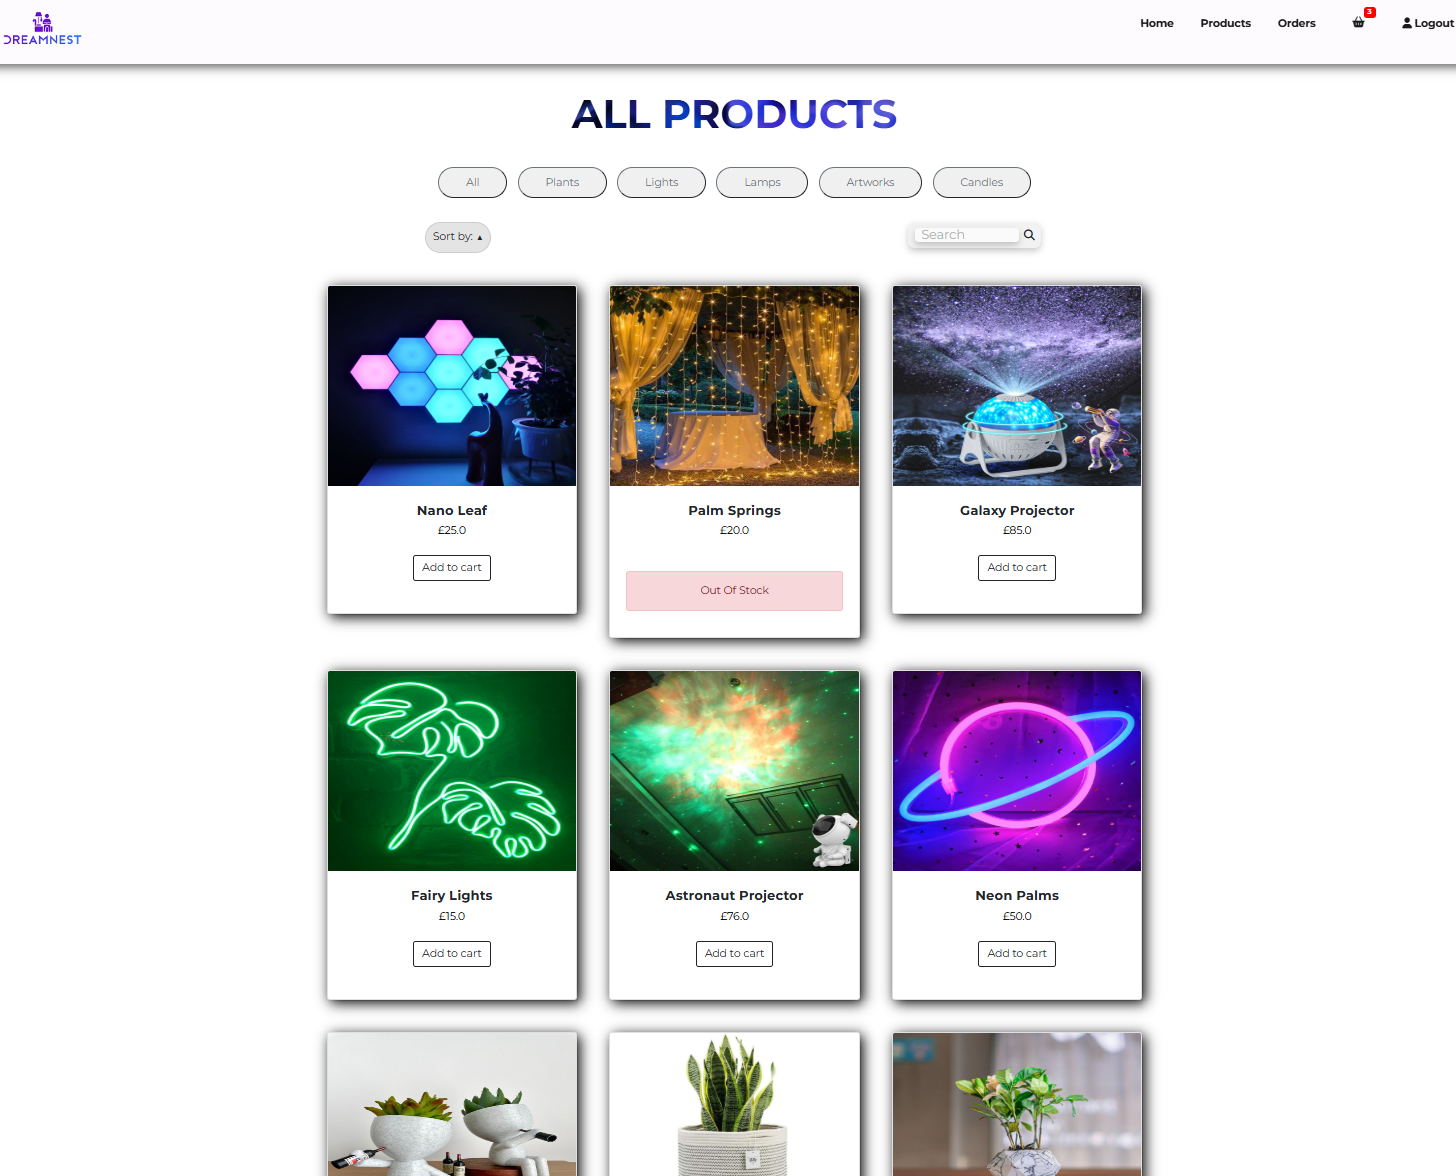 DREAMNEST
Home Products Orders 3 Logout
ALL PRODUCTS
All Plants Lights Lamps Artworks Candles
Sort by: ▲ Search
Nano Leaf Palm Springs Galaxy Projector
£25.0 £20.0 £85.0
Add to cart Add to cart
Out Of Stock
Fairy Lights Astronaut Projector Neon Palms
£15.0 £76.0 £50.0
Add to cart Add to cart Add to cart